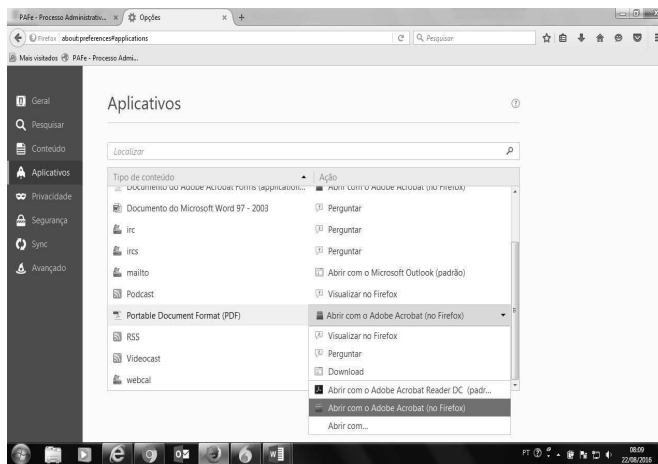 PAFe - Processo Administrativ... × Opções × +
Firefox about:preferences#applications Pesquisar
Mais visitados PAFe - Processo Admi...
Geral
Pesquisar
Conteúdo
Aplicativos
Privacidade
Segurança
Sync
Avançado
Aplicativos ?
Localizar
Tipo de conteúdo Ação
Documento do Adobe Acrobat Forms (application... Abrir com o Adobe Acrobat (no Firefox)
Documento do Microsoft Word 97 - 2003 Perguntar
irc Perguntar
ircs Perguntar
mailto Abrir com o Microsoft Outlook (padrão)
Podcast Visualizar no Firefox
Portable Document Format (PDF) Abrir com o Adobe Acrobat (no Firefox)
RSS Visualizar no Firefox
Perguntar
Videocast Download
webcal Abrir com o Adobe Acrobat Reader DC (padr...
Abrir com o Adobe Acrobat (no Firefox)
Abrir com...
PT 08:09
22/08/2016